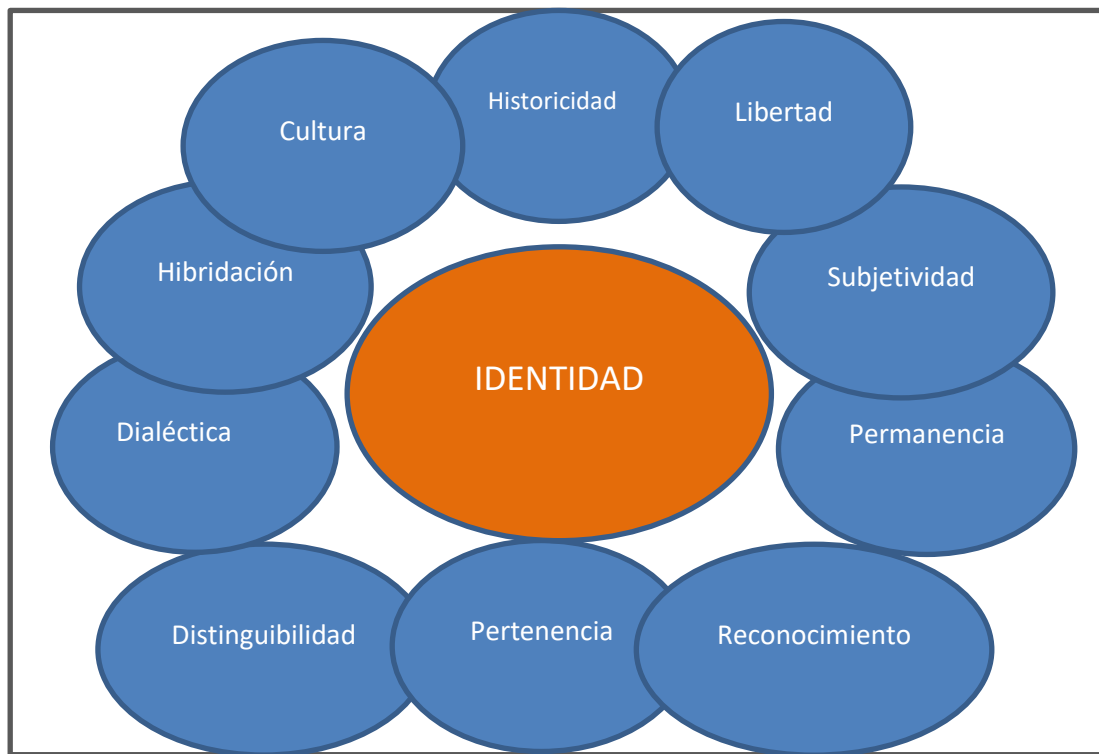 Historicidad
Libertad
Cultura
Hibridación
Subjetividad
IDENTIDAD
Dialéctica
Permanencia
Distinguibilidad
Pertenencia
Reconocimiento